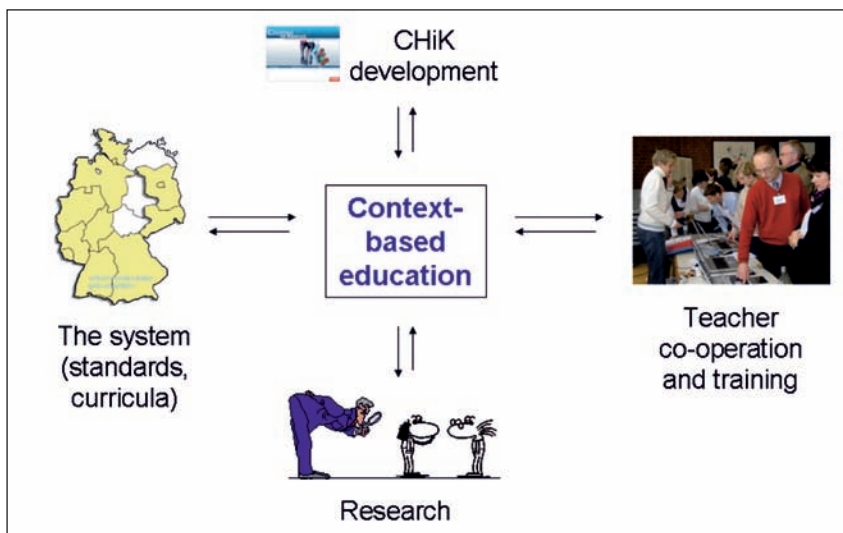 CHiK
development
Context-
based
education
The system
(standards,
curricula)
Teacher
co-operation
and training
Research